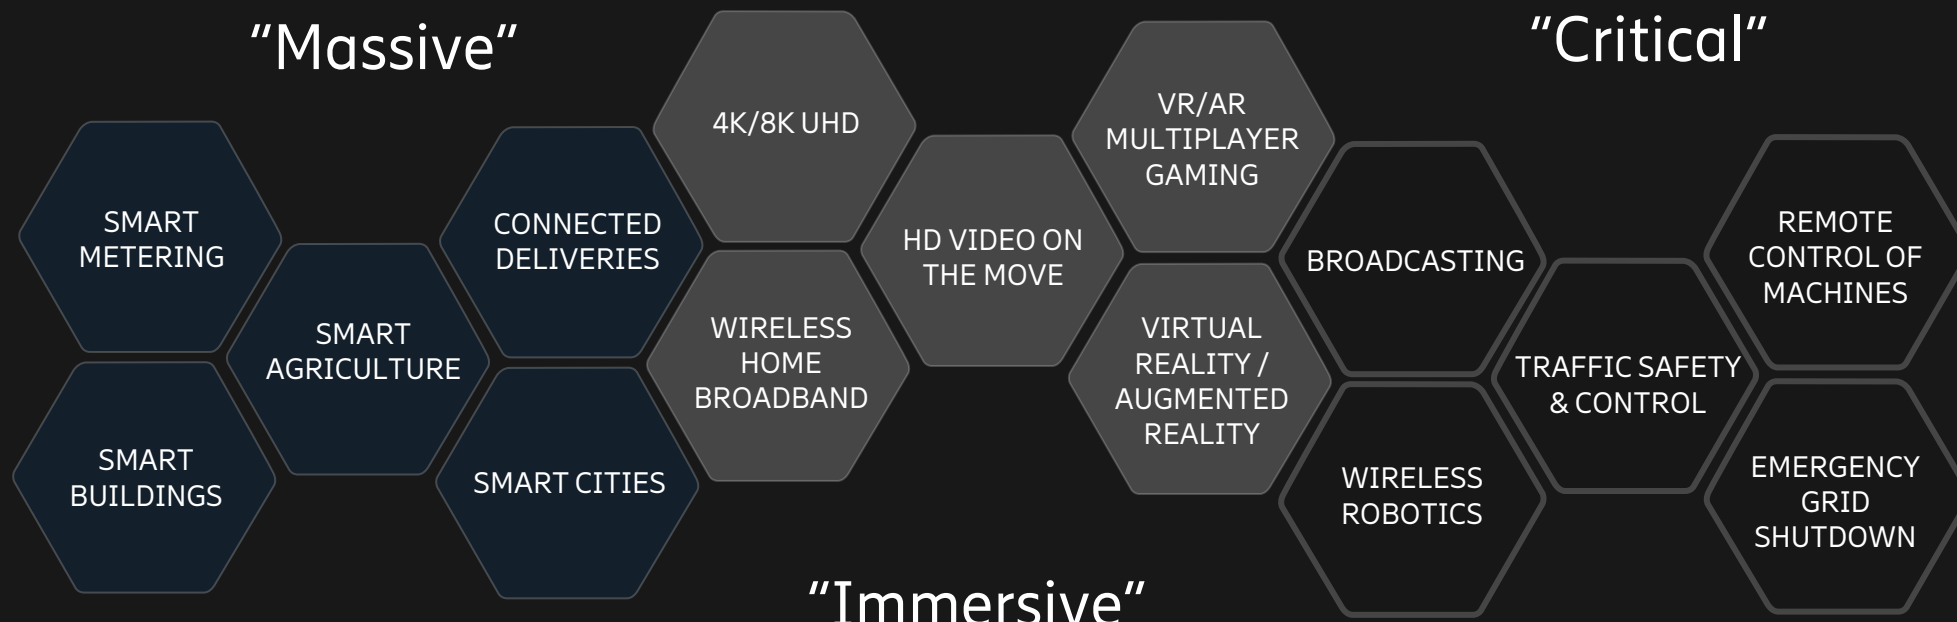 “Massive“
“Critical“
SMART
METERING
SMART
BUILDINGS
SMART
AGRICULTURE
CONNECTED
DELIVERIES
SMART CITIES
4K/8K UHD
WIRELESS
HOME
BROADBAND
HD VIDEO ON
THE MOVE
VR/AR
MULTIPLAYER
GAMING
VIRTUAL
REALITY /
AUGMENTED
REALITY
BROADCASTING
WIRELESS
ROBOTICS
TRAFFIC SAFETY
& CONTROL
REMOTE
CONTROL OF
MACHINES
EMERGENCY
GRID
SHUTDOWN
“Immersive“